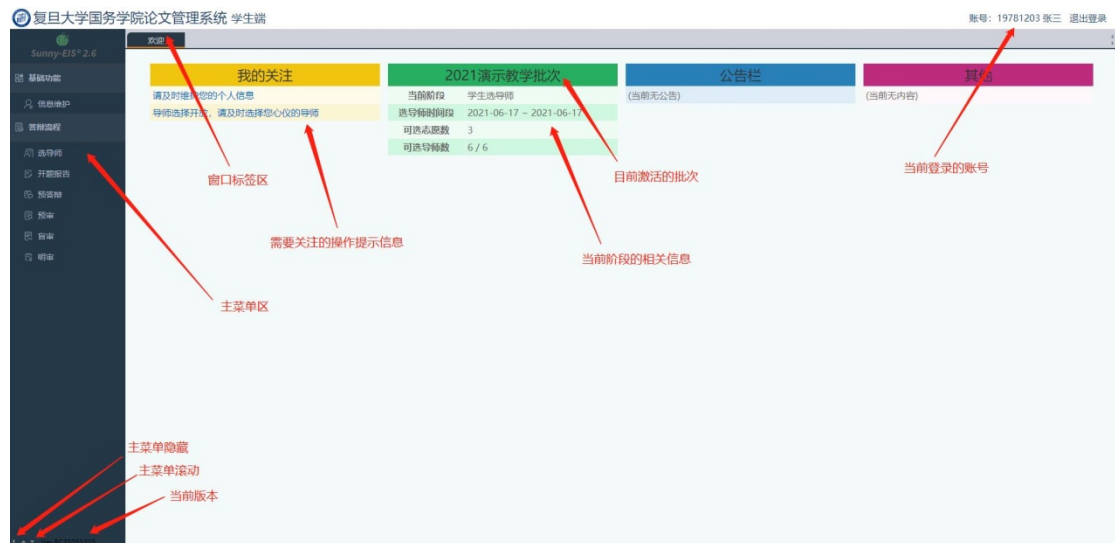 复旦大学国务学院论文管理系统 学生端
账号：19781203 张三 退出登录
Sunny-EIS® 2.6
欢迎
基础功能
信息维护
答辩流程
选导师
开题报告
预答辩
预审
盲审
明审
我的关注
请及时维护您的个人信息
导师选择开放，请及时选择您心仪的导师
2021演示教学批次
当前阶段 学生选导师
选导师时间段 2021-06-17 ~ 2021-06-17
可选志愿数 3
可选导师数 6 / 6
公告栏
(当前无公告)
其他
(当前无内容)
窗口标签区
目前激活的批次
当前登录的账号
需要关注的操作提示信息
当前阶段的相关信息
主菜单区
主菜单隐藏
主菜单滚动
当前版本